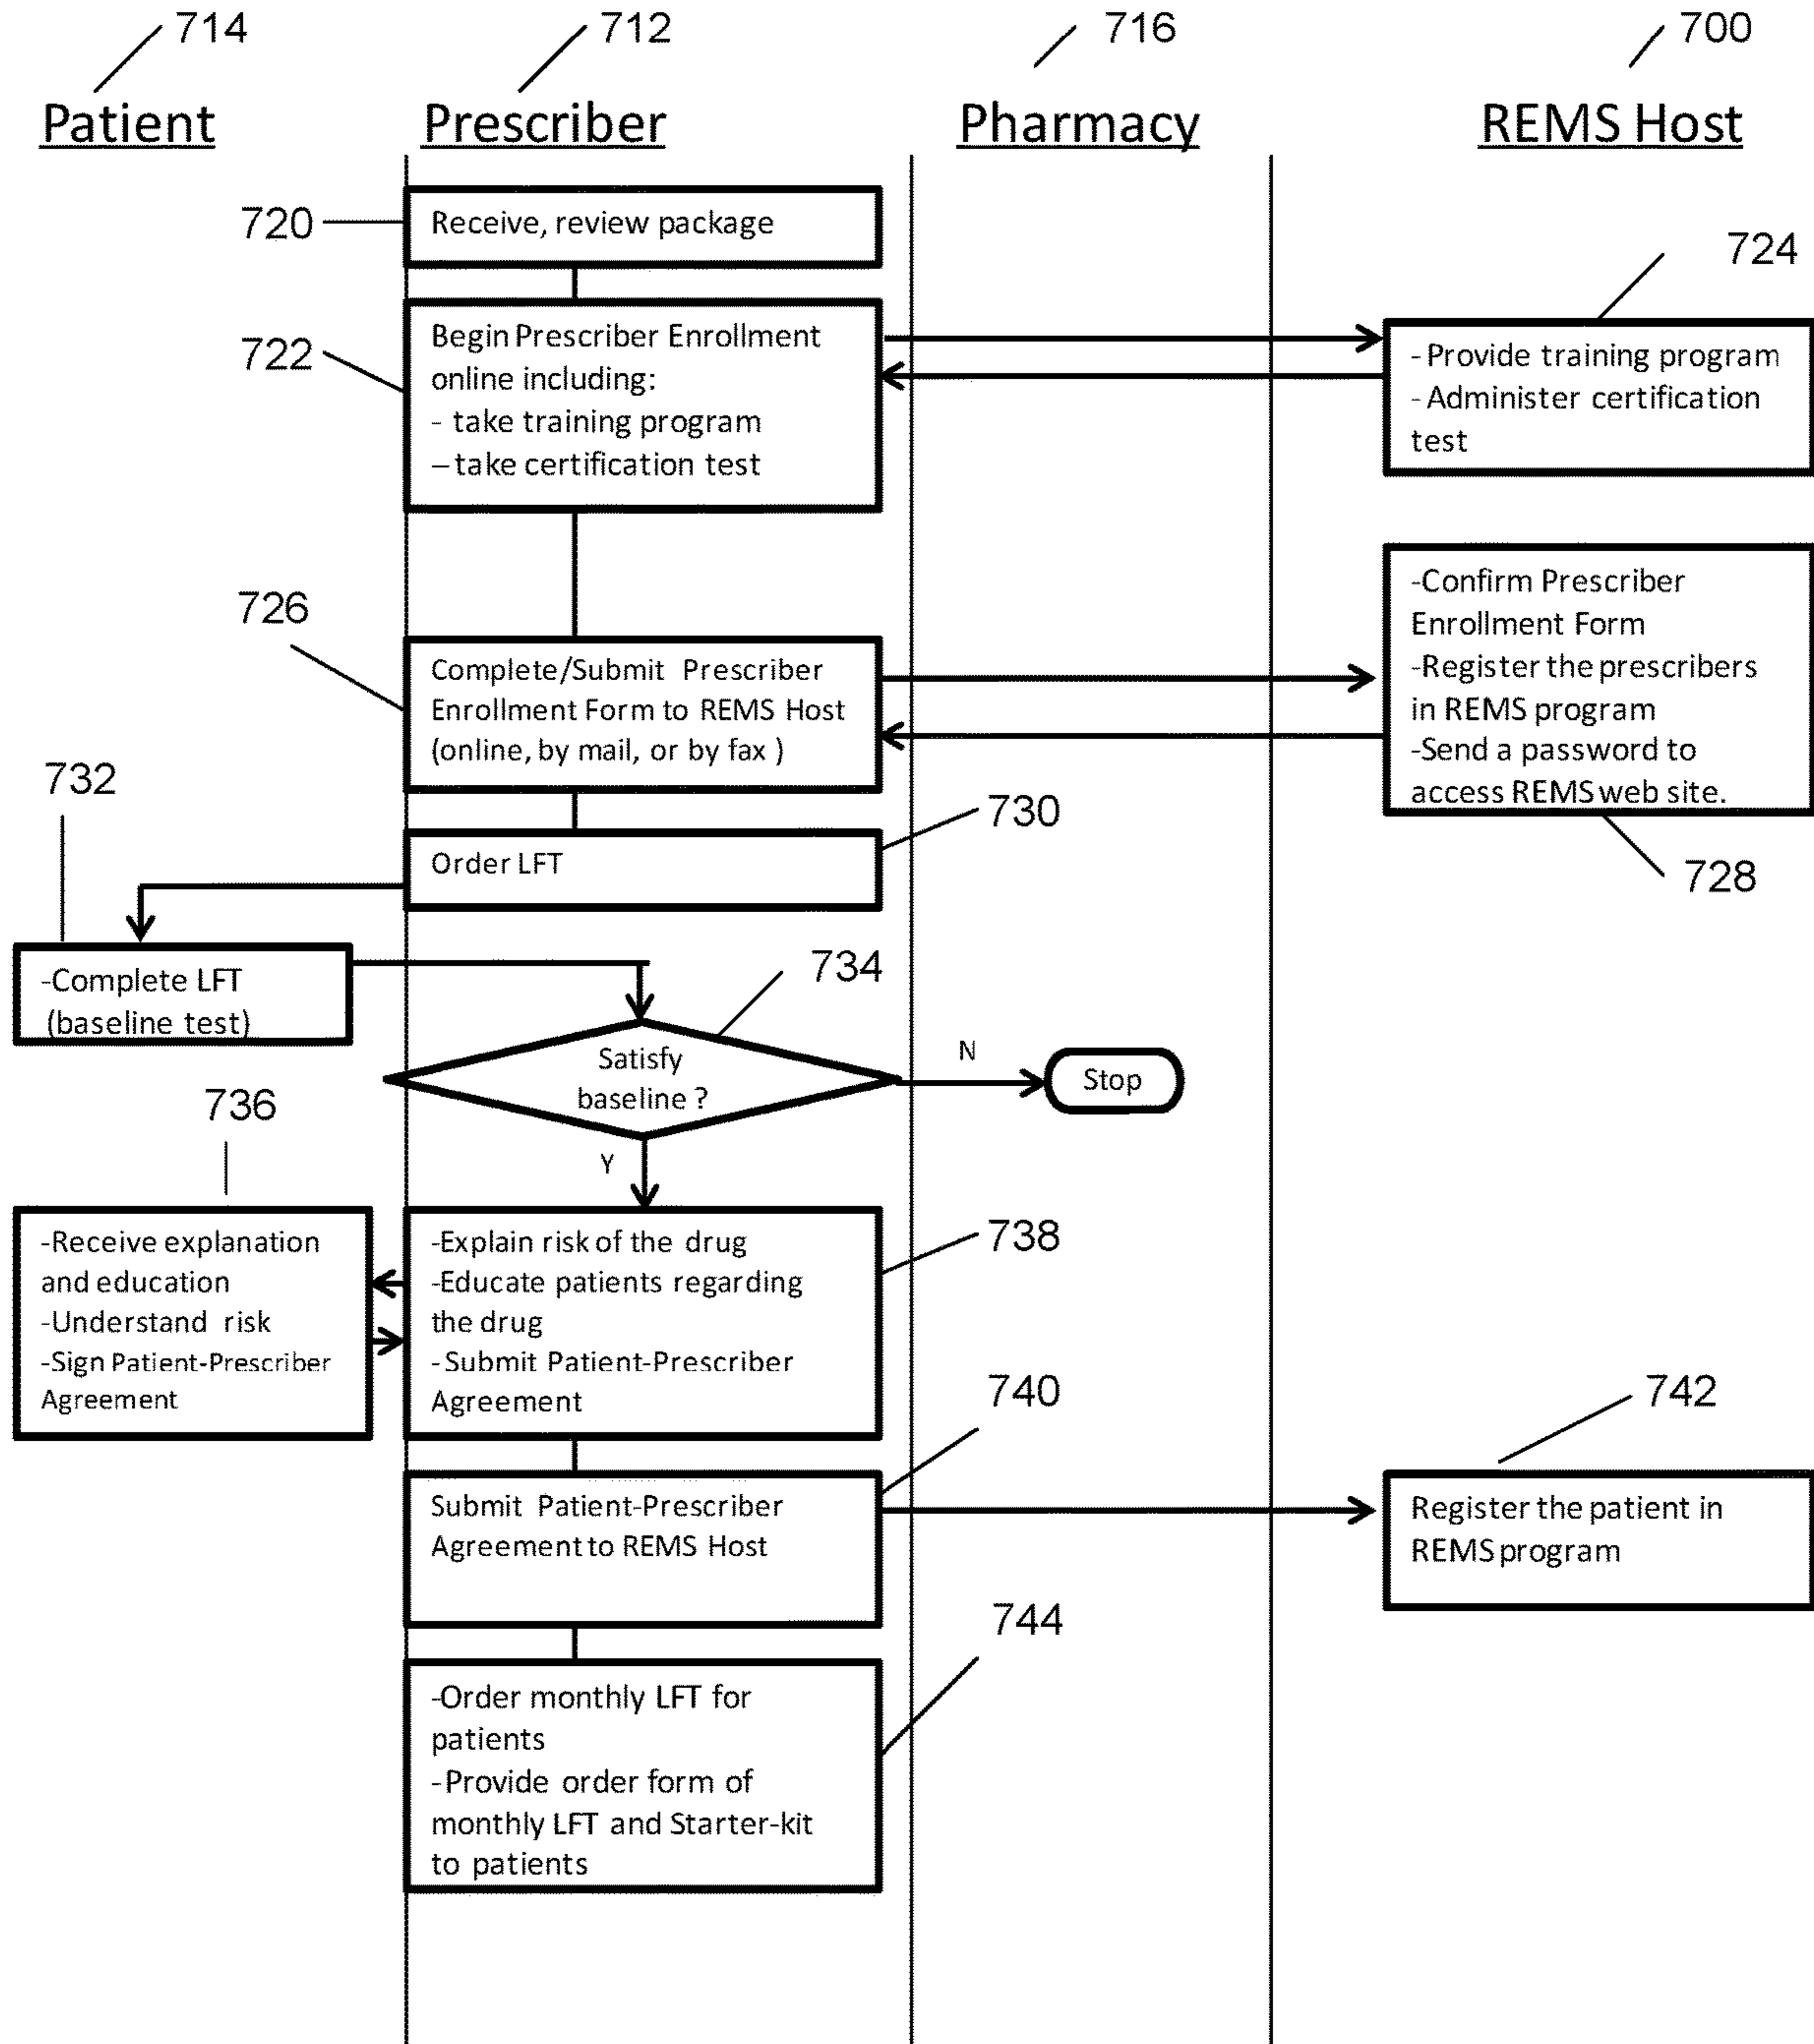 714
712
716
700
Patient
Prescriber
Pharmacy
REMS Host
720
Receive, review package
724
722
Begin Prescriber Enrollment
online including:
- take training program
– take certification test
- Provide training program
- Administer certification
test
726
Complete/Submit Prescriber
Enrollment Form to REMS Host
(online, by mail, or by fax )
-Confirm Prescriber
Enrollment Form
-Register the prescribers
in REMS program
-Send a password to
access REMS web site.
728
732
730
Order LFT
-Complete LFT
(baseline test)
734
Satisfy
baseline ?
N
Stop
Y
736
-Receive explanation
and education
-Understand risk
-Sign Patient-Prescriber
Agreement
738
-Explain risk of the drug
-Educate patients regarding
the drug
-Submit Patient-Prescriber
Agreement
740
742
Submit Patient-Prescriber
Agreement to REMS Host
Register the patient in
REMS program
744
-Order monthly LFT for
patients
-Provide order form of
monthly LFT and Starter-kit
to patients